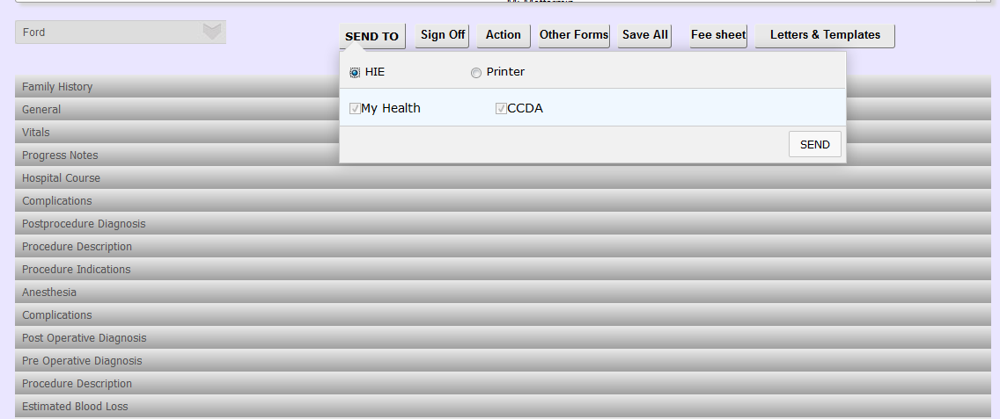 Ford
SEND TO Sign Off Action Other Forms Save All Fee sheet Letters & Templates
HIE Printer
My Health CCDA
SEND
Family History
General
Vitals
Progress Notes
Hospital Course
Complications
Postprocedure Diagnosis
Procedure Description
Procedure Indications
Anesthesia
Complications
Post Operative Diagnosis
Pre Operative Diagnosis
Procedure Description
Estimated Blood Loss